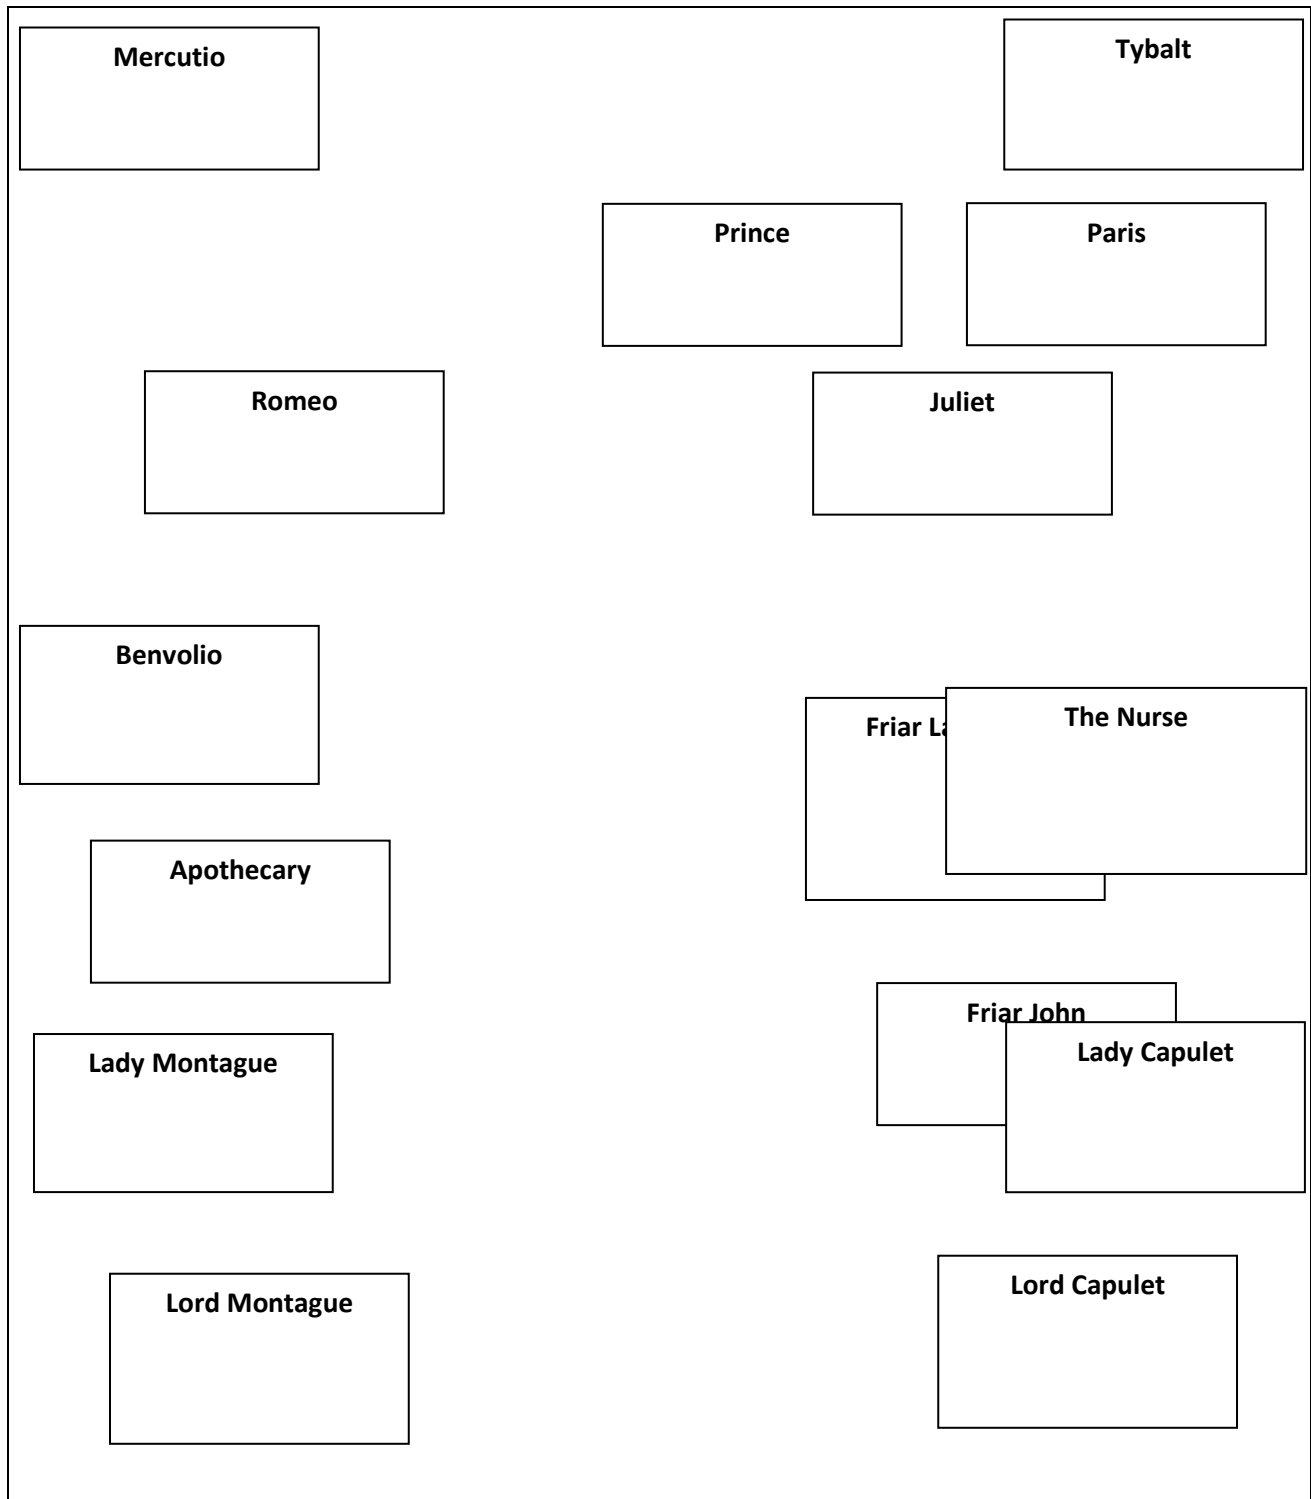 Mercutio
Tybalt
Prince
Paris
Romeo
Juliet
Benvolio
Friar
The Nurse
Apothecary
Friar John
Lady Montague
Lady Capulet
Lord Montague
Lord Capulet